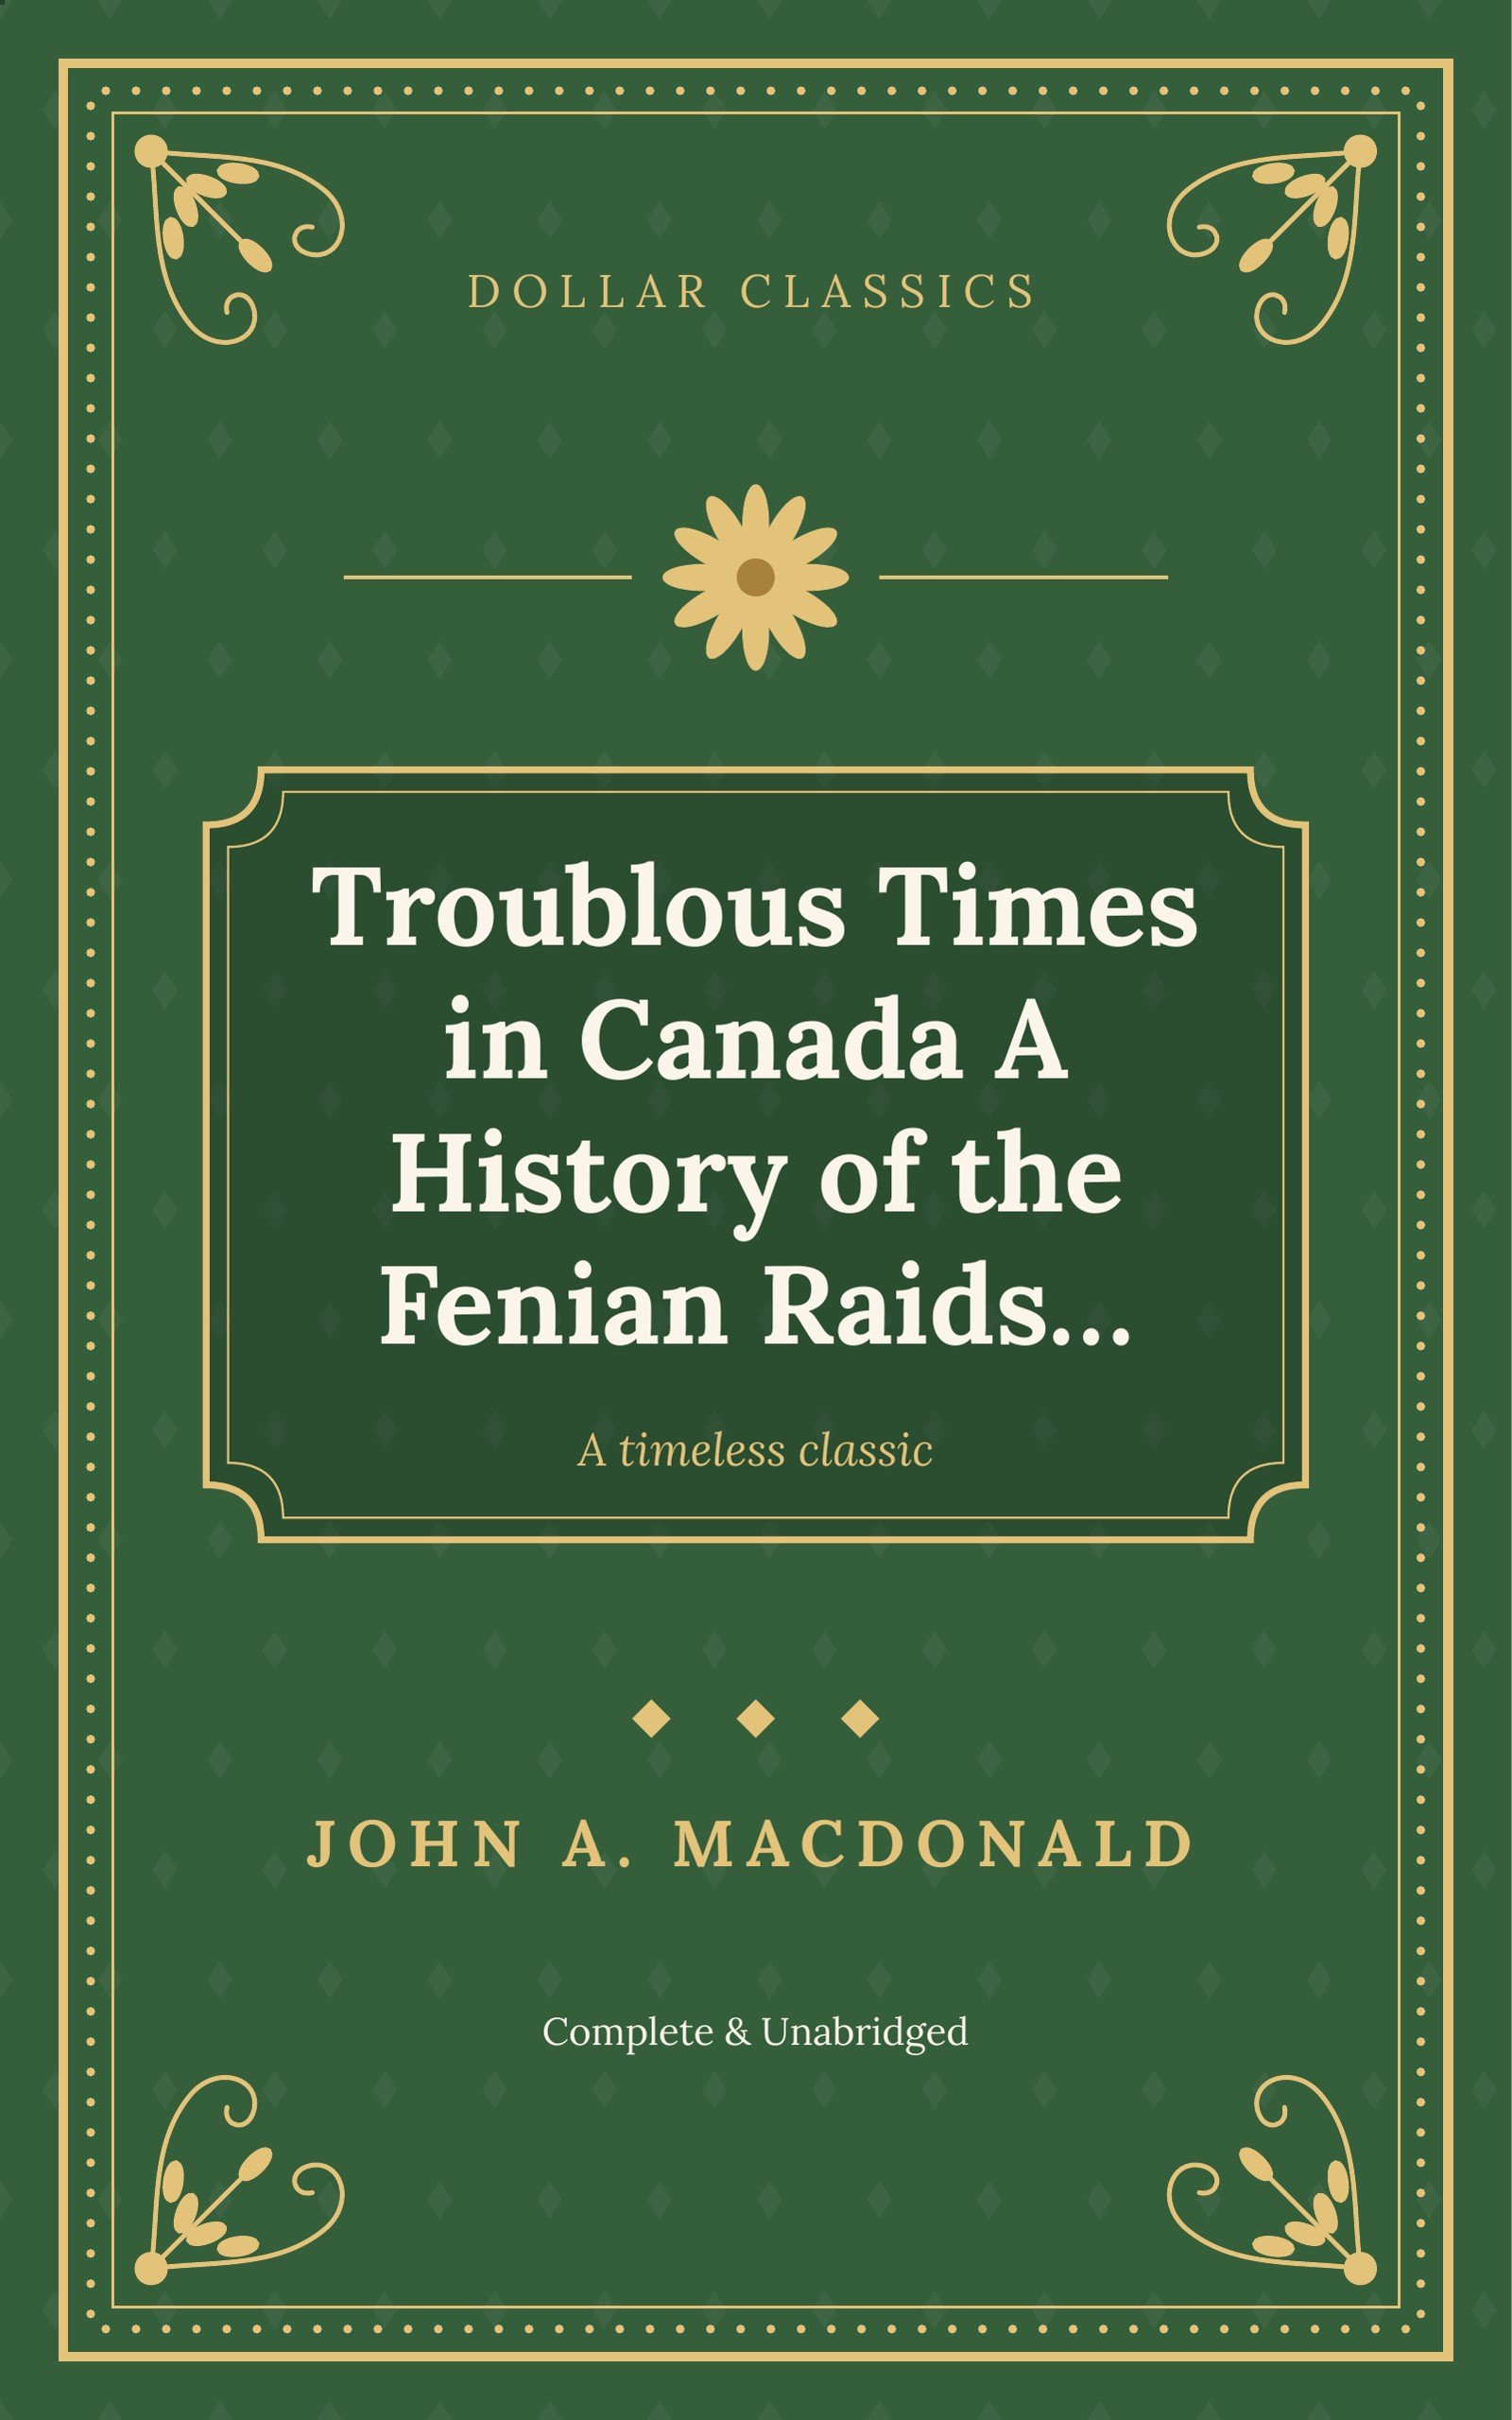 DOLLAR CLASSICS
Troublous Times
in Canada A
History of the
Fenian Raids...
A timeless classic
JOHN A. MACDONALD
Complete & Unabridged